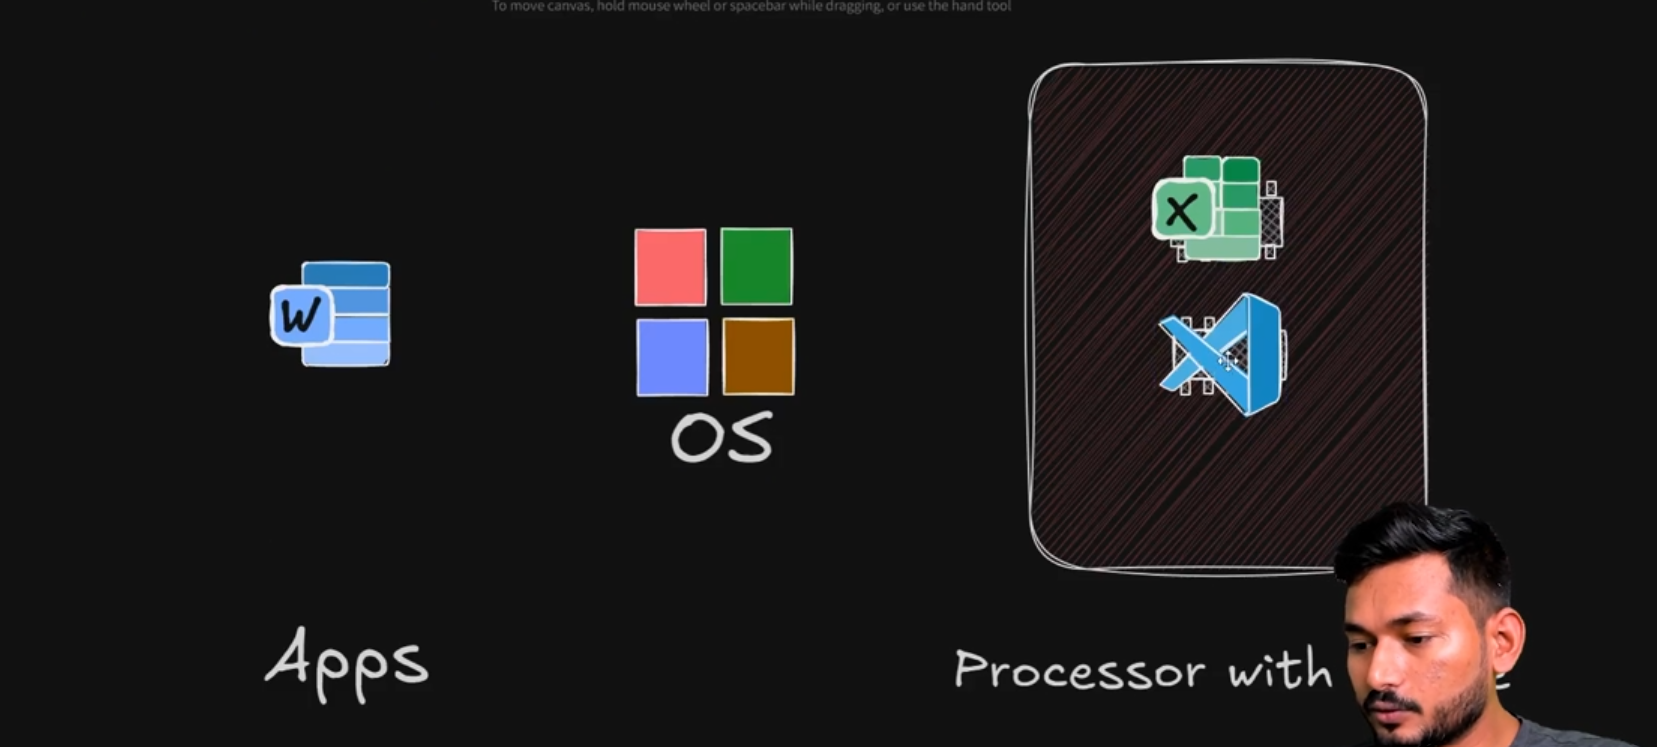 To move canvas, hold mouse wheel or spacebar while dragging, or use the hand tool
X
W
OS
Apps
Processor with